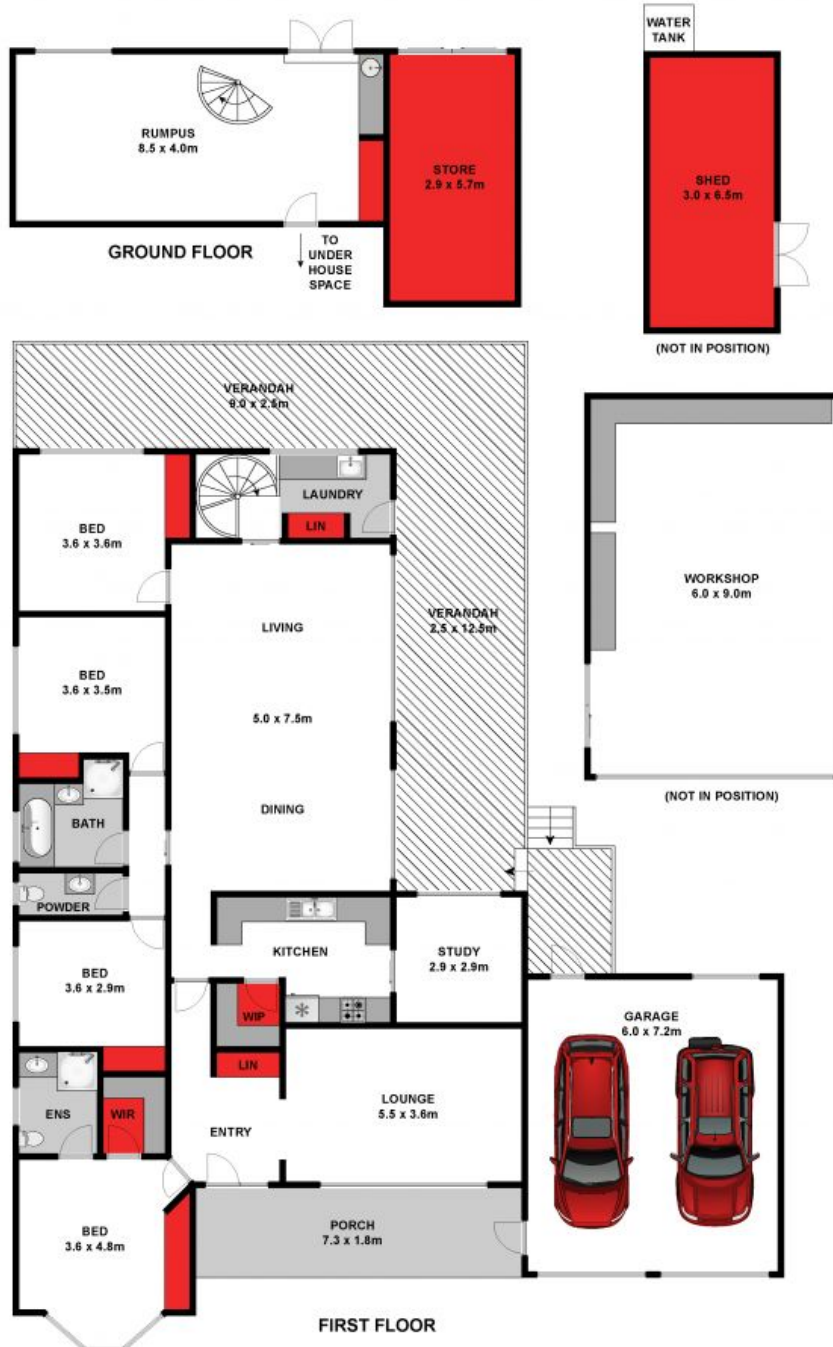 WATER
TANK
RUMPUS
8.5 x 4.0m
STORE
2.9 x 5.7m
SHED
3.0 x 6.5m
GROUND FLOOR
TO
UNDER
HOUSE
SPACE
(NOT IN POSITION)
VERANDAH
9.0 x 2.5m
BED
3.6 x 3.6m
LAUNDRY
LIN
WORKSHOP
6.0 x 9.0m
VERANDAH
2.5 x 12.5m
LIVING
BED
3.6 x 3.5m
5.0 x 7.5m
(NOT IN POSITION)
DINING
BATH
POWDER
KITCHEN
STUDY
2.9 x 2.9m
BED
3.6 x 2.9m
WIP
GARAGE
6.0 x 7.2m
LIN
LOUNGE
5.5 x 3.6m
ENS
WIR
ENTRY
BED
3.6 x 4.8m
PORCH
7.3 x 1.8m
FIRST FLOOR